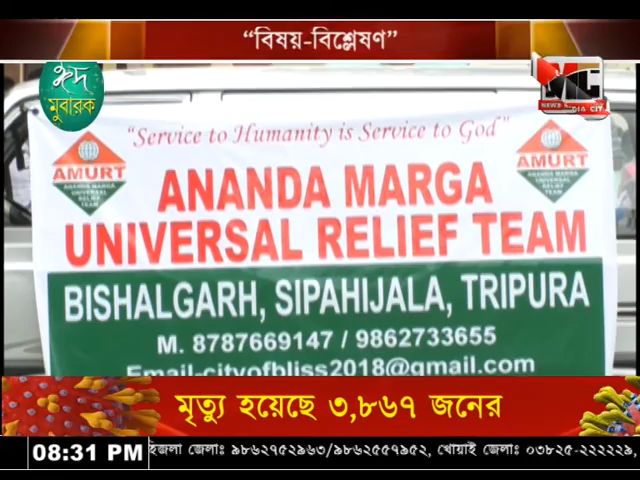 “বিষয়-বিশ্লেষণ”
ঈদ
মুবারক
MC
"Service to Humanity is Service to God"
AMURT
ANANDA MARGA
UNIVERSAL
RELIEF
TEAM
AMURT
ANANDA MARGA
UNIVERSAL
RELIEF
TEAM
ANANDA MARGA
UNIVERSAL RELIEF TEAM
BISHALGARH, SIPAHIJALA, TRIPURA
M. 8787669147 / 9862733655
Email-cityofbliss2018@gmail.com
মৃত্যু হয়েছে ৩,৮৬৭ জনের
08:31 PM
ইজলা জেলাঃ ৯৮৬২৭৫২৯৬৩/৯৮৬২৫৫৭৯৫২, খোয়াই জেলাঃ ০৩৮২৫-২২২২২৯,